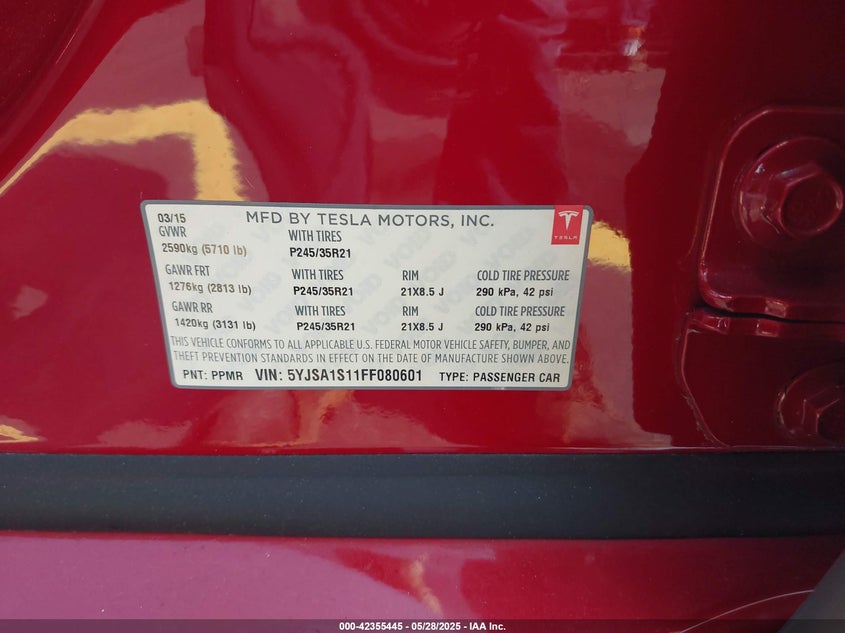 03/15 MFD BY TESLA MOTORS, INC.
TESLA
GVWR WITH TIRES
2590kg (5710 lb) P245/35R21
GAWR FRT WITH TIRES RIM COLD TIRE PRESSURE
1276kg (2813 lb) P245/35R21 21X8.5 J 290 kPa, 42 psi
GAWR RR WITH TIRES RIM COLD TIRE PRESSURE
1420kg (3131 lb) P245/35R21 21X8.5 J 290 kPa, 42 psi
THIS VEHICLE CONFORMS TO ALL APPLICABLE U.S. FEDERAL MOTOR VEHICLE SAFETY, BUMPER, AND
THEFT PREVENTION STANDARDS IN EFFECT ON THE DATE OF MANUFACTURE SHOWN ABOVE.
PNT: PPMR VIN: 5YJSA1S11FF080601 TYPE: PASSENGER CAR
000-42355445 - 05/28/2025 - IAA Inc.